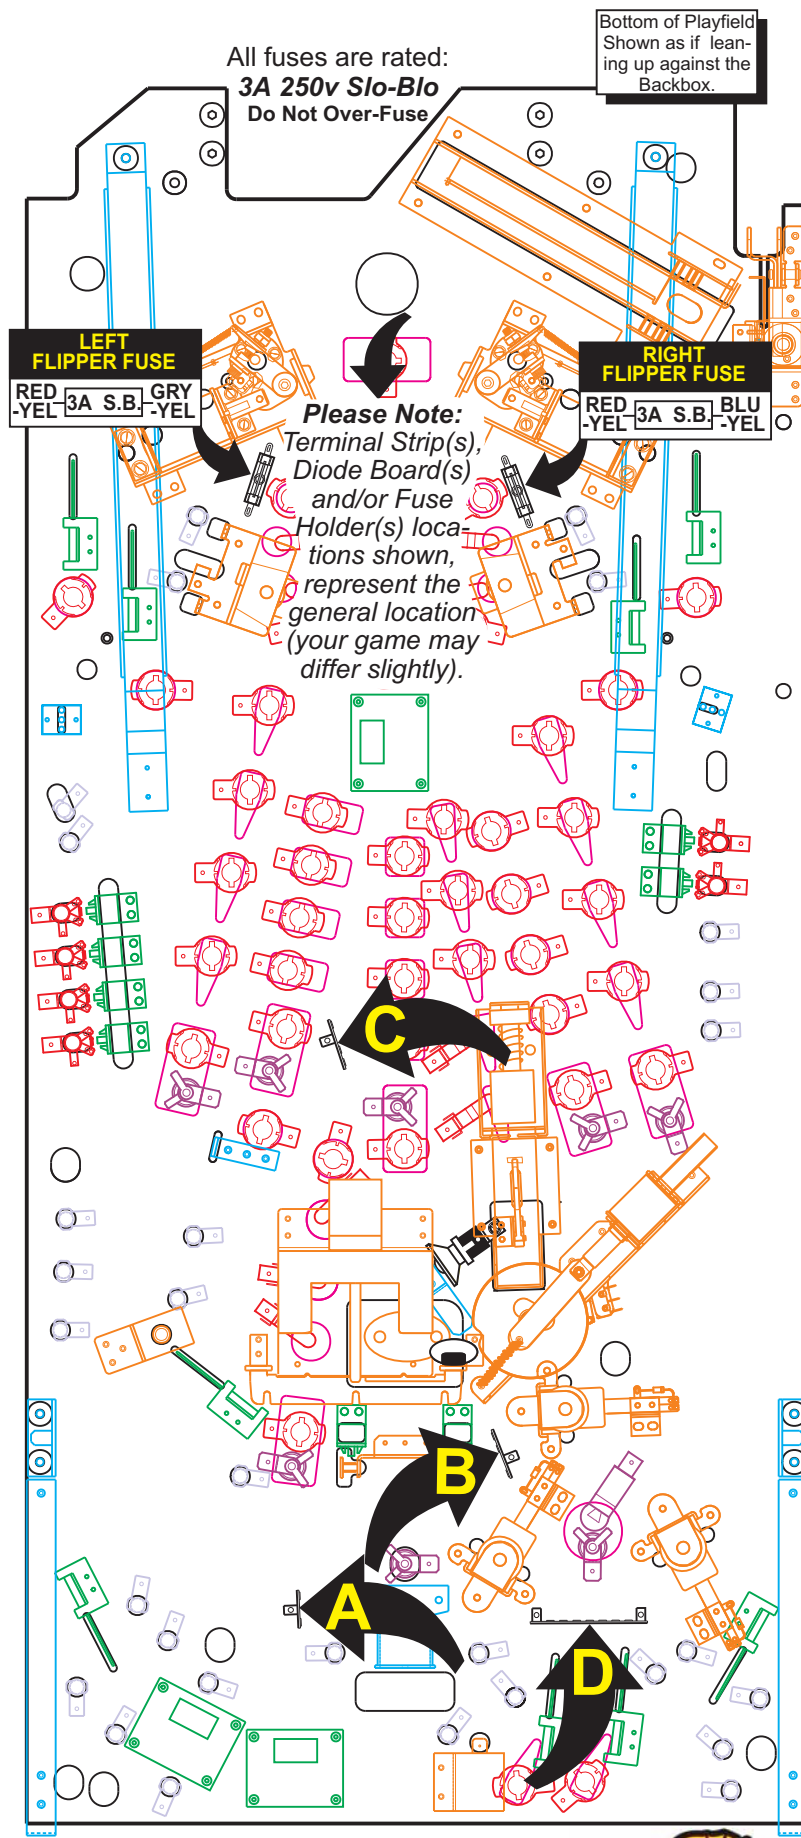 All fuses are rated:
3A 250v Slo-Blo
Do Not Over-Fuse
Bottom of Playfield
Shown as if lean-
ing up against the
Backbox.
LEFT
FLIPPER FUSE
RED
-YEL
3A S.B.
GRY
-YEL
RIGHT
FLIPPER FUSE
RED
-YEL
3A S.B.
BLU
-YEL
Please Note:
Terminal Strip(s),
Diode Board(s)
and/or Fuse
Holder(s) loca-
tions shown,
represent the
general location
(your game may
differ slightly).
C
B
A
D